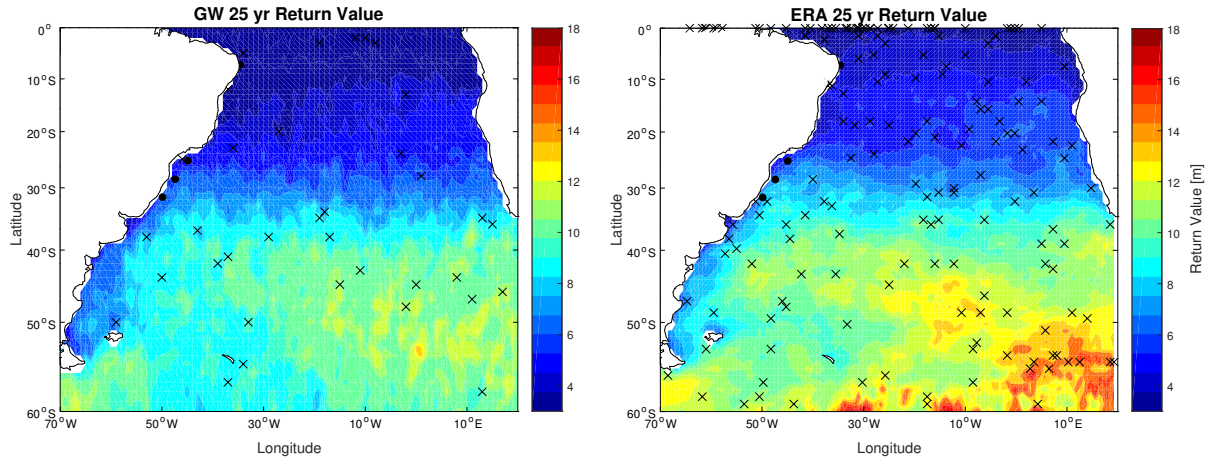 GW 25 yr Return Value
0°
10°S
20°S
30°S
40°S
50°S
60°S
Latitude
70°W
50°W
30°W
10°W
10°E
Longitude
18
16
14
12
10
8
6
4
ERA 25 yr Return Value
0°
10°S
20°S
30°S
40°S
50°S
60°S
Latitude
70°W
50°W
30°W
10°W
10°E
Longitude
18
16
14
12
10
8
6
4
Return Value [m]